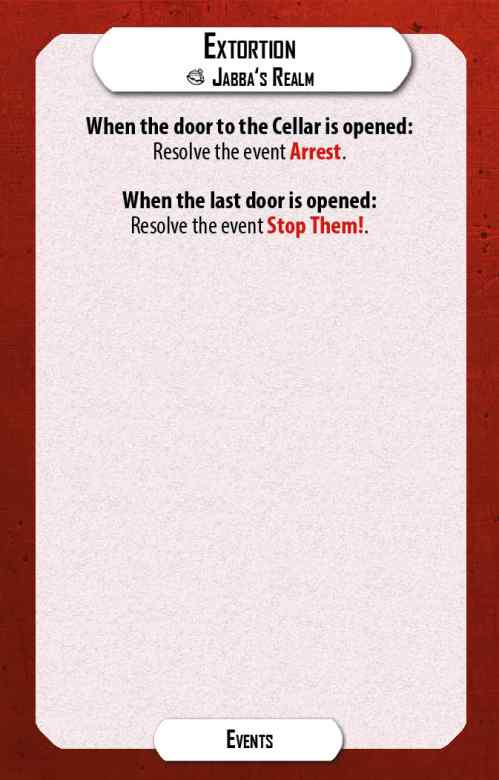 Extortion
Jabba's Realm
When the door to the Cellar is opened:
Resolve the event Arrest.
When the last door is opened:
Resolve the event Stop Them!.
Events